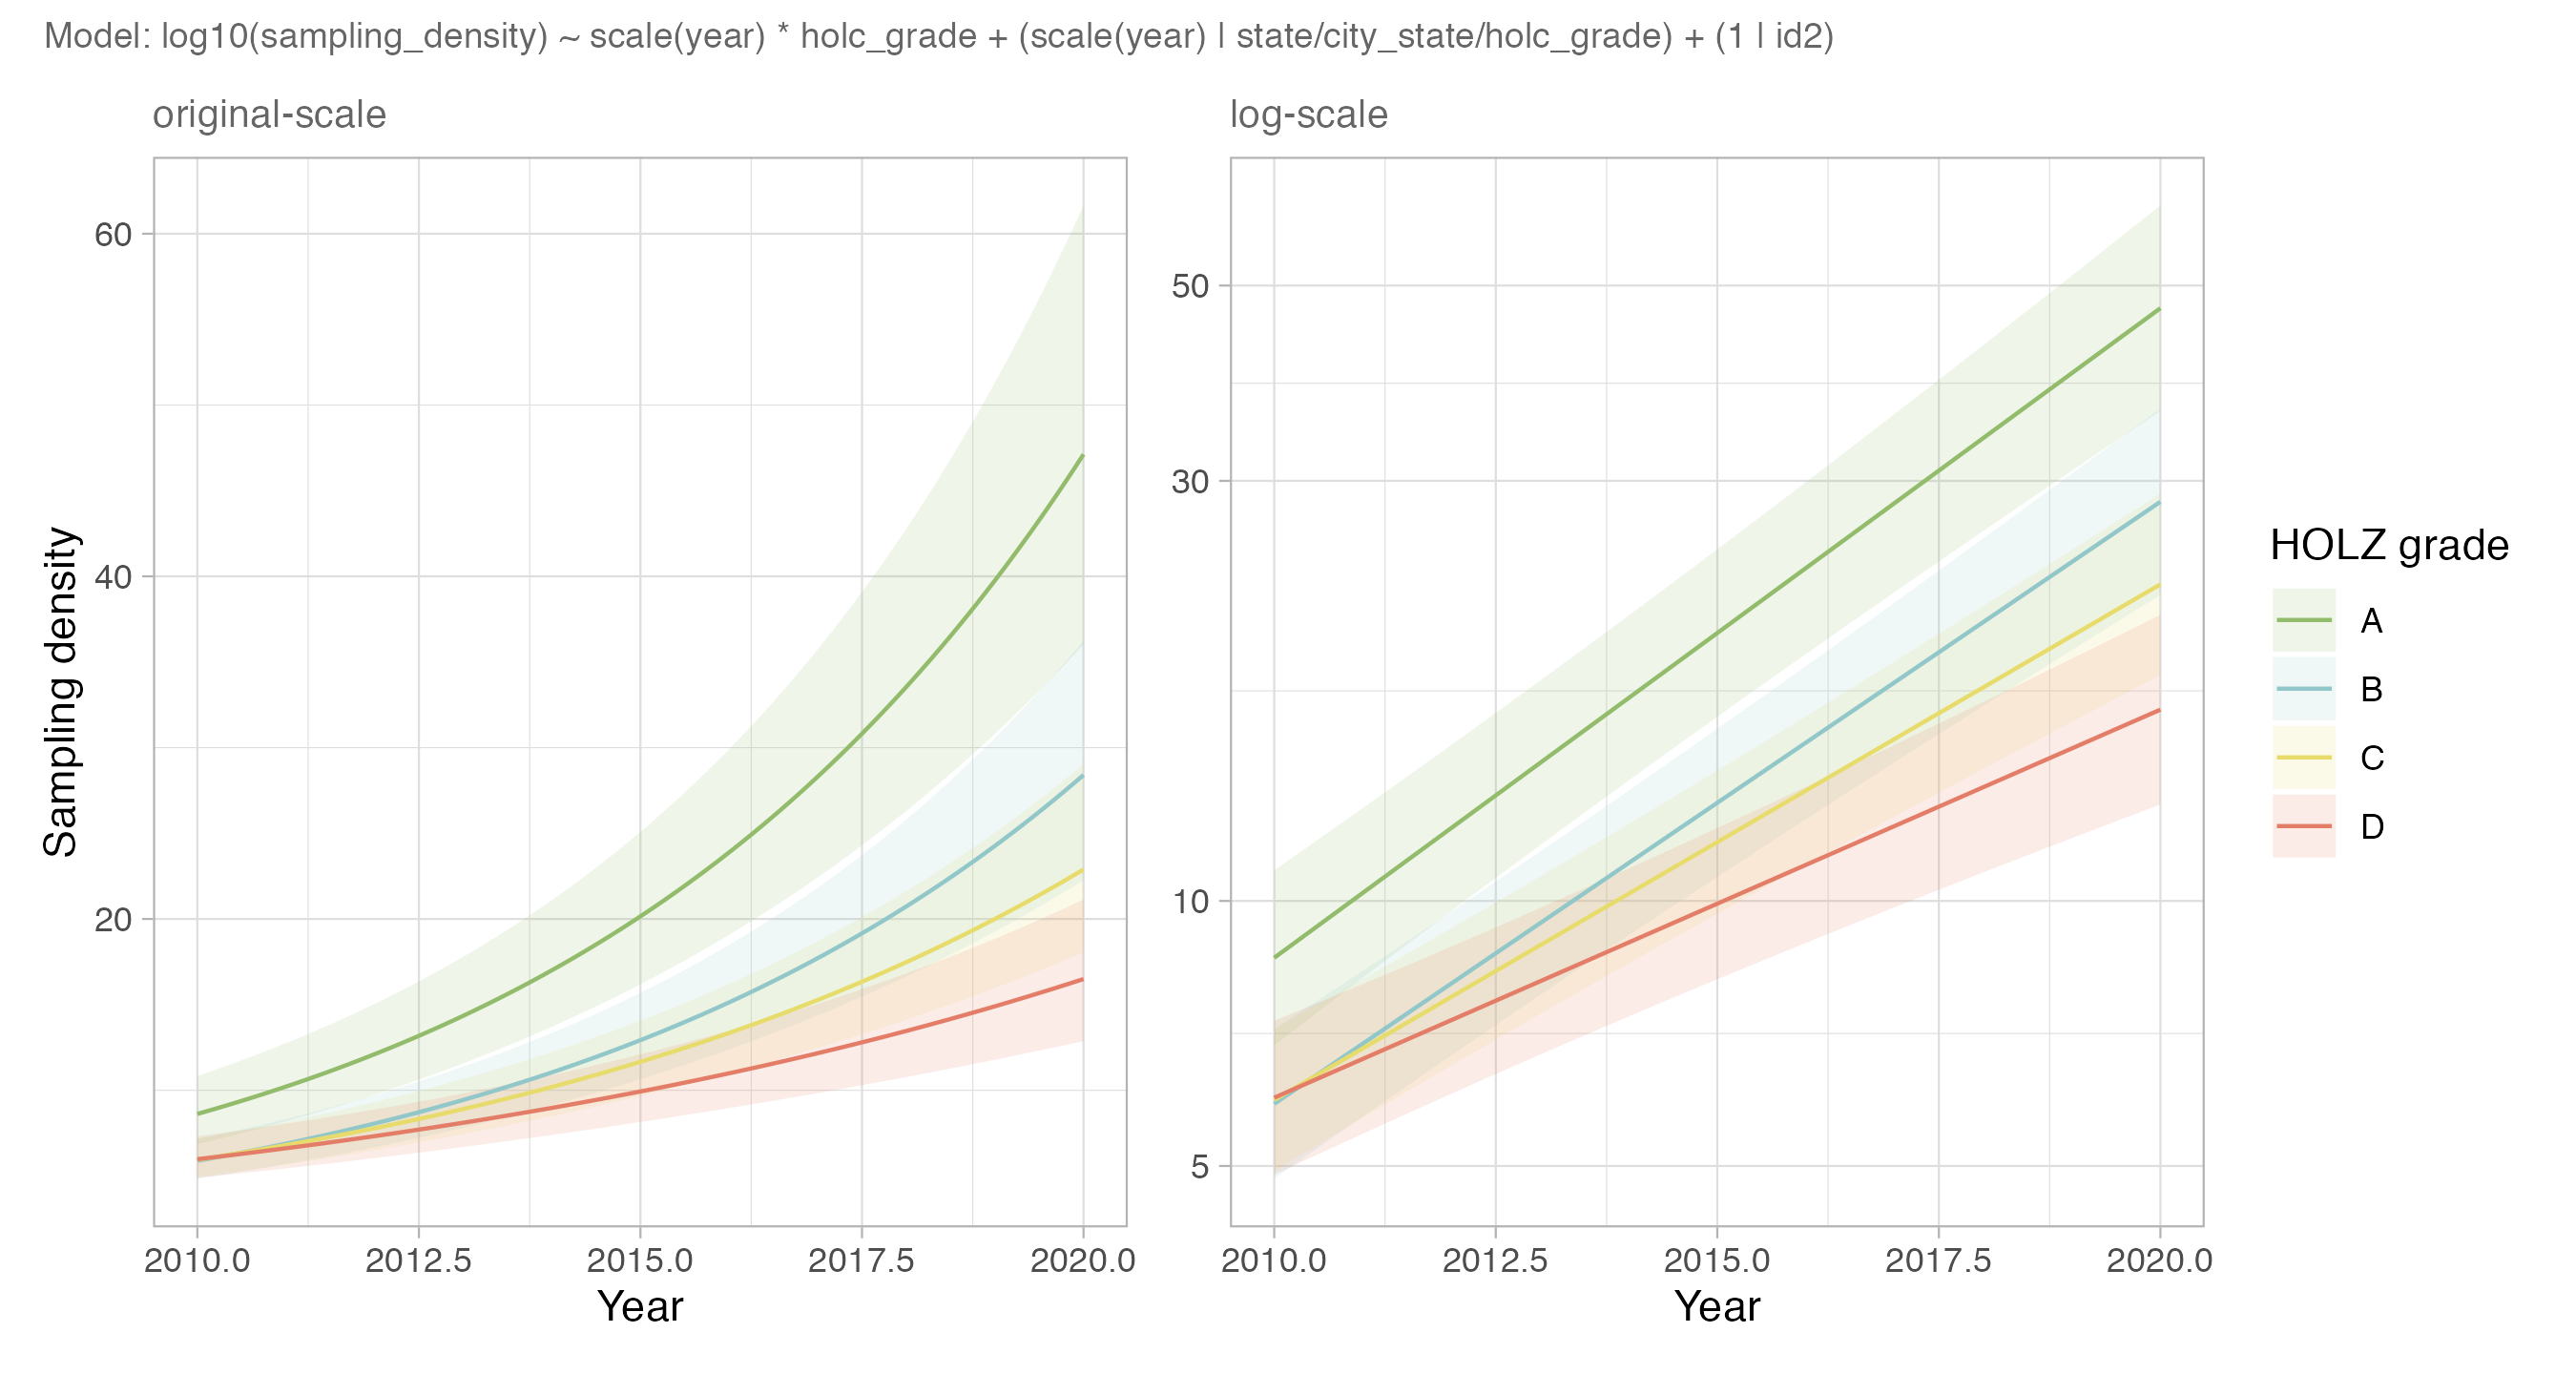 Model: log10(sampling_density) ~ scale(year) * holc_grade + (scale(year) | state/city_state/holc_grade) + (1 | id2)
original-scale
60
40
20
Sampling density
2010.0 2012.5 2015.0 2017.5 2020.0
Year
log-scale
50
30
10
5
2010.0 2012.5 2015.0 2017.5 2020.0
Year
HOLZ grade
A
B
C
D